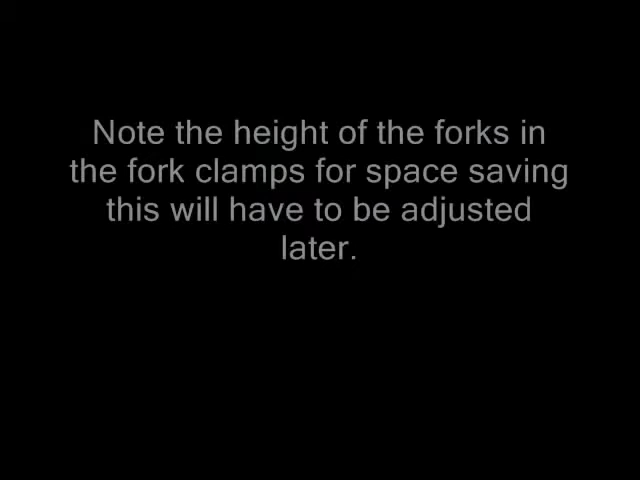 Note the height of the forks in
the fork clamps for space saving
this will have to be adjusted
later.